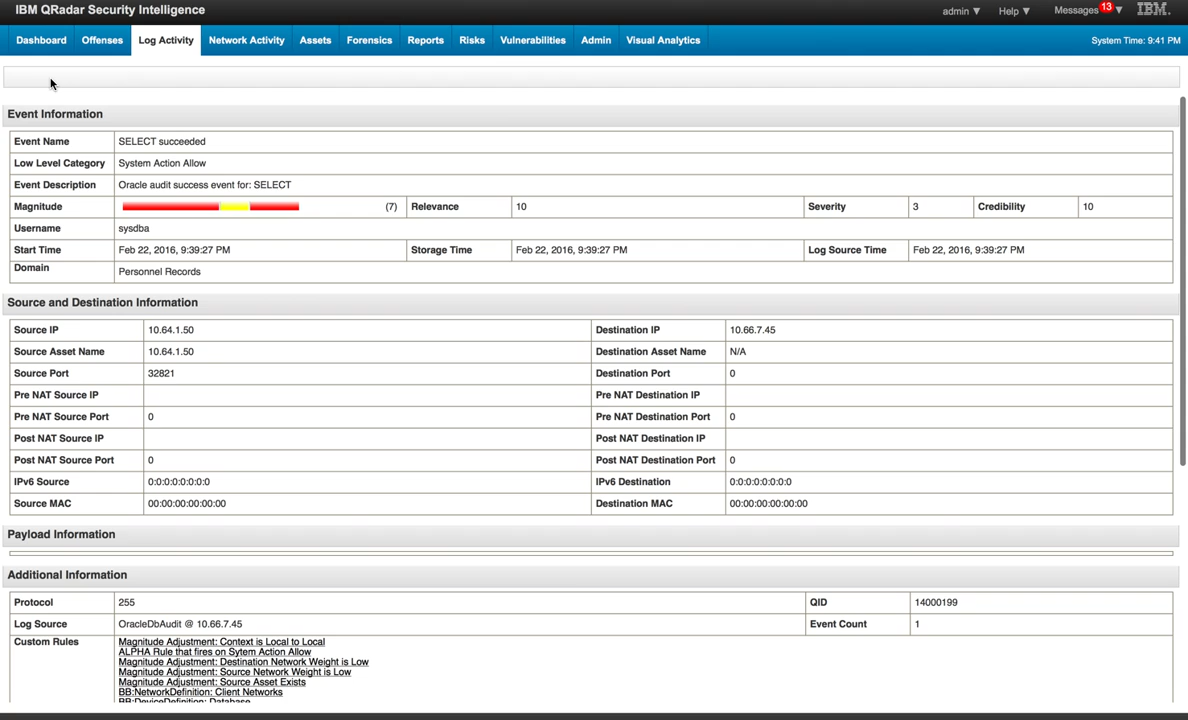 IBM QRadar Security Intelligence
admin ▼ Help ▼ Messages 13 ▼ IBM.
Dashboard Offenses Log Activity Network Activity Assets Forensics Reports Risks Vulnerabilities Admin Visual Analytics System Time: 9:41 PM
Event Information
Event Name SELECT succeeded
Low Level Category System Action Allow
Event Description Oracle audit success event for: SELECT
Magnitude (7) Relevance 10 Severity 3 Credibility 10
Username sysdba
Start Time Feb 22, 2016, 9:39:27 PM Storage Time Feb 22, 2016, 9:39:27 PM Log Source Time Feb 22, 2016, 9:39:27 PM
Domain Personnel Records
Source and Destination Information
Source IP 10.64.1.50 Destination IP 10.66.7.45
Source Asset Name 10.64.1.50 Destination Asset Name N/A
Source Port 32821 Destination Port 0
Pre NAT Source IP Pre NAT Destination IP
Pre NAT Source Port 0 Pre NAT Destination Port 0
Post NAT Source IP Post NAT Destination IP
Post NAT Source Port 0 Post NAT Destination Port 0
IPv6 Source 0:0:0:0:0:0:0:0 IPv6 Destination 0:0:0:0:0:0:0:0
Source MAC 00:00:00:00:00:00 Destination MAC 00:00:00:00:00:00
Payload Information
Additional Information
Protocol 255 QID 14000199
Log Source OracleDbAudit @ 10.66.7.45 Event Count 1
Custom Rules Magnitude Adjustment: Context is Local to Local
ALPHA Rule that fires on Sytem Action Allow
Magnitude Adjustment: Destination Network Weight is Low
Magnitude Adjustment: Source Network Weight is Low
Magnitude Adjustment: Source Asset Exists
BB:NetworkDefinition: Client Networks
BB:DeviceDefinition: Database